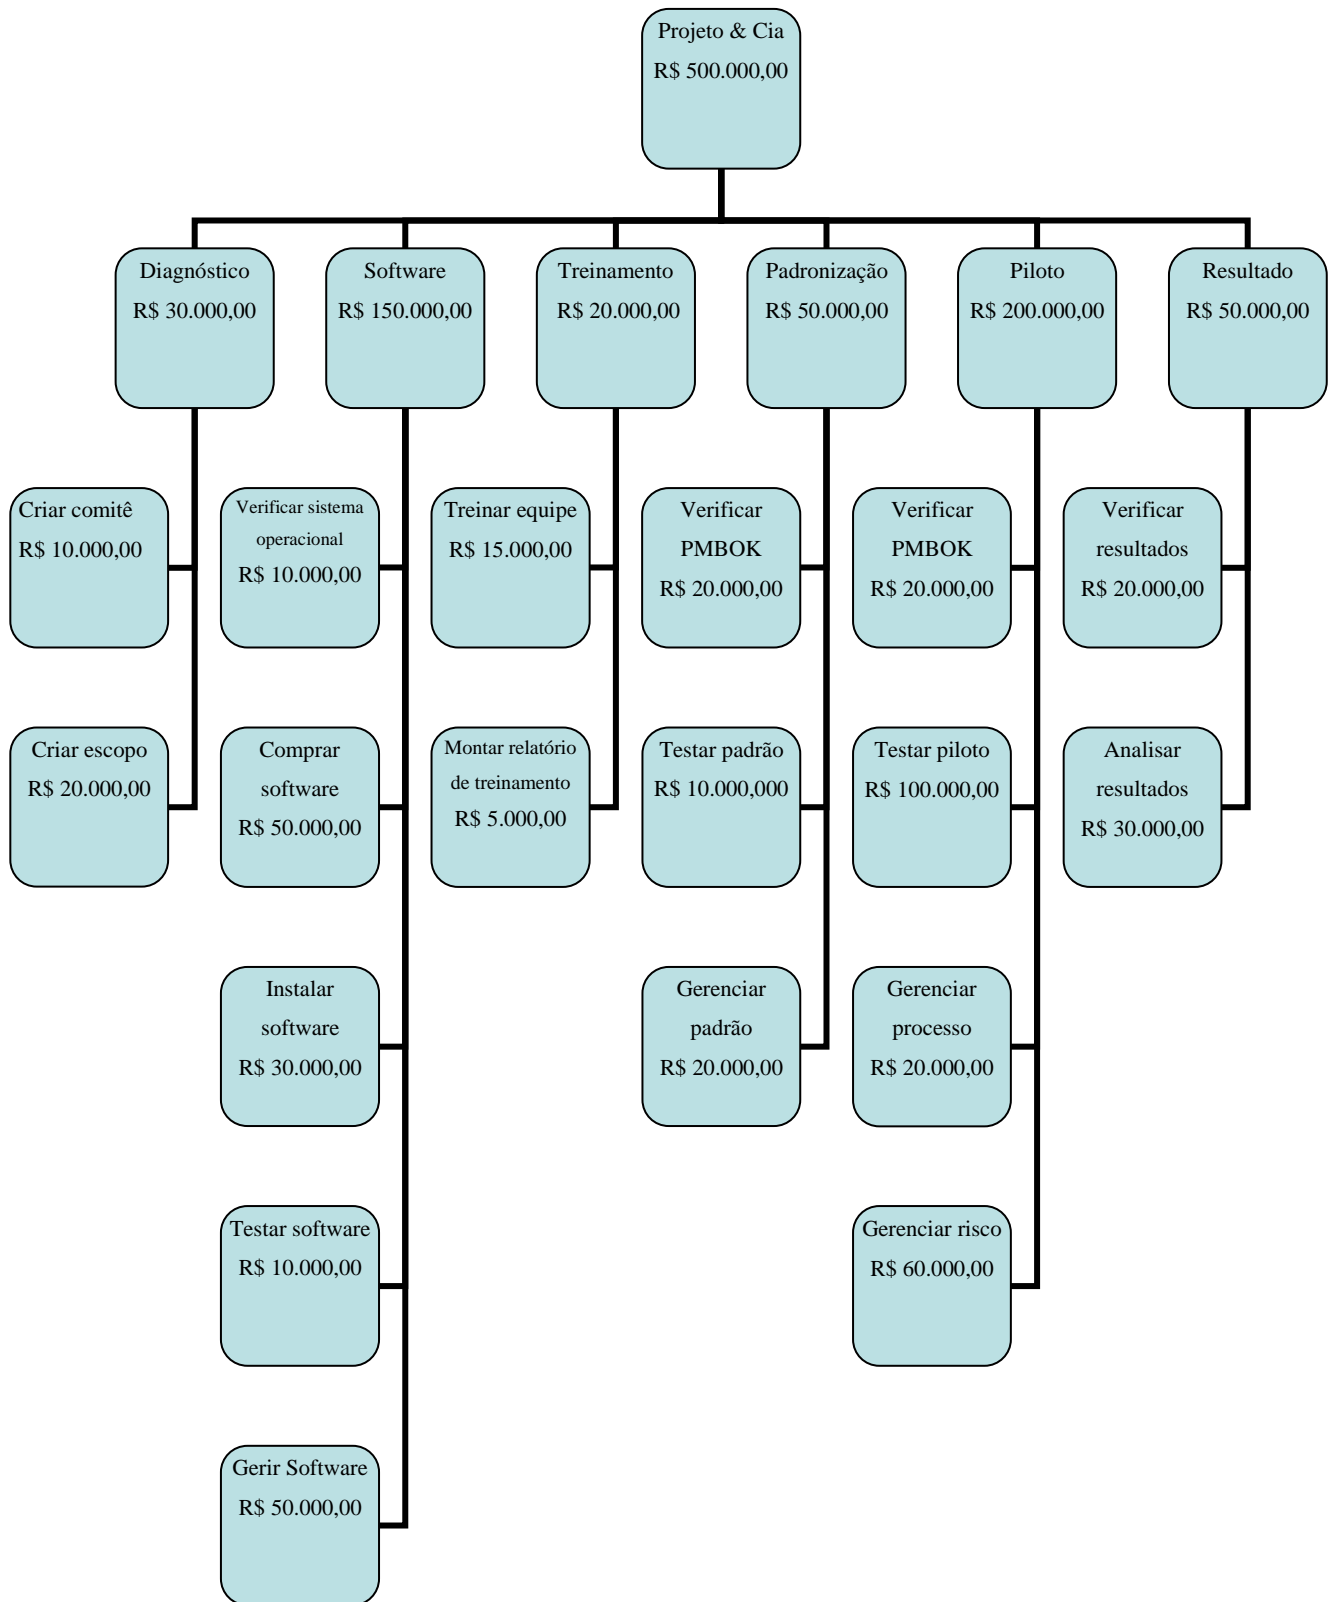 Projeto & Cia
R$ 500.000,00
Diagnóstico
R$ 30.000,00
Software
R$ 150.000,00
Treinamento
R$ 20.000,00
Padronização
R$ 50.000,00
Piloto
R$ 200.000,00
Resultado
R$ 50.000,00
Criar comitê
R$ 10.000,00
Verificar sistema
operacional
R$ 10.000,00
Treinar equipe
R$ 15.000,00
Verificar
PMBOK
R$ 20.000,00
Verificar
PMBOK
R$ 20.000,00
Verificar
resultados
R$ 20.000,00
Criar escopo
R$ 20.000,00
Comprar
software
R$ 50.000,00
Montar relatório
de treinamento
R$ 5.000,00
Testar padrão
R$ 10.000,000
Testar piloto
R$ 100.000,00
Analisar
resultados
R$ 30.000,00
Instalar
software
R$ 30.000,00
Gerenciar
padrão
R$ 20.000,00
Gerenciar
processo
R$ 20.000,00
Testar software
R$ 10.000,00
Gerenciar risco
R$ 60.000,00
Gerir Software
R$ 50.000,00